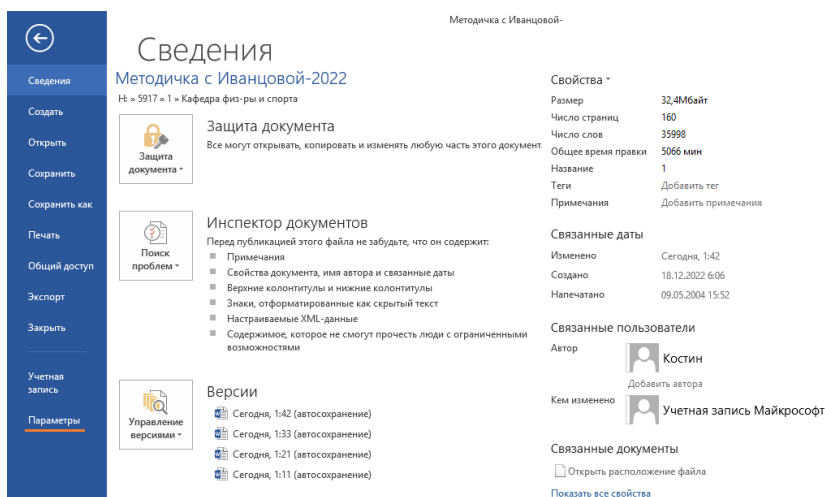 Методичка с Иванцовой-
Сведения
Создать
Открыть
Сохранить
Сохранить как
Печать
Общий доступ
Экспорт
Закрыть
Учетная
запись
Параметры
Сведения
Методичка с Иванцовой-2022
H: » 5917 » 1 » Кафедра физ-ры и спорта
Защита
документа
Защита документа
Все могут открывать, копировать и изменять любую часть этого документ
Поиск
проблем
Инспектор документов
Перед публикацией этого файла не забудьте, что он содержит:
Примечания
Свойства документа, имя автора и связанные даты
Верхние колонтитулы и нижние колонтитулы
Знаки, отформатированные как скрытый текст
Настраиваемые XML-данные
Содержимое, которое не смогут прочесть люди с ограниченными
возможностями
Управление
версиями
Версии
Сегодня, 1:42 (автосохранение)
Сегодня, 1:33 (автосохранение)
Сегодня, 1:21 (автосохранение)
Сегодня, 1:11 (автосохранение)
Свойства
Размер 32,4Мбайт
Число страниц 160
Число слов 35998
Общее время правки 5066 мин
Название 1
Теги Добавить тег
Примечания Добавить примечания
Связанные даты
Изменено Сегодня, 1:42
Создано 18.12.2022 6:06
Напечатано 09.05.2004 15:52
Связанные пользователи
Автор Костин
Добавить автора
Кем изменено Учетная запись Майкрософт
Связанные документы
Открыть расположение файла
Показать все свойства